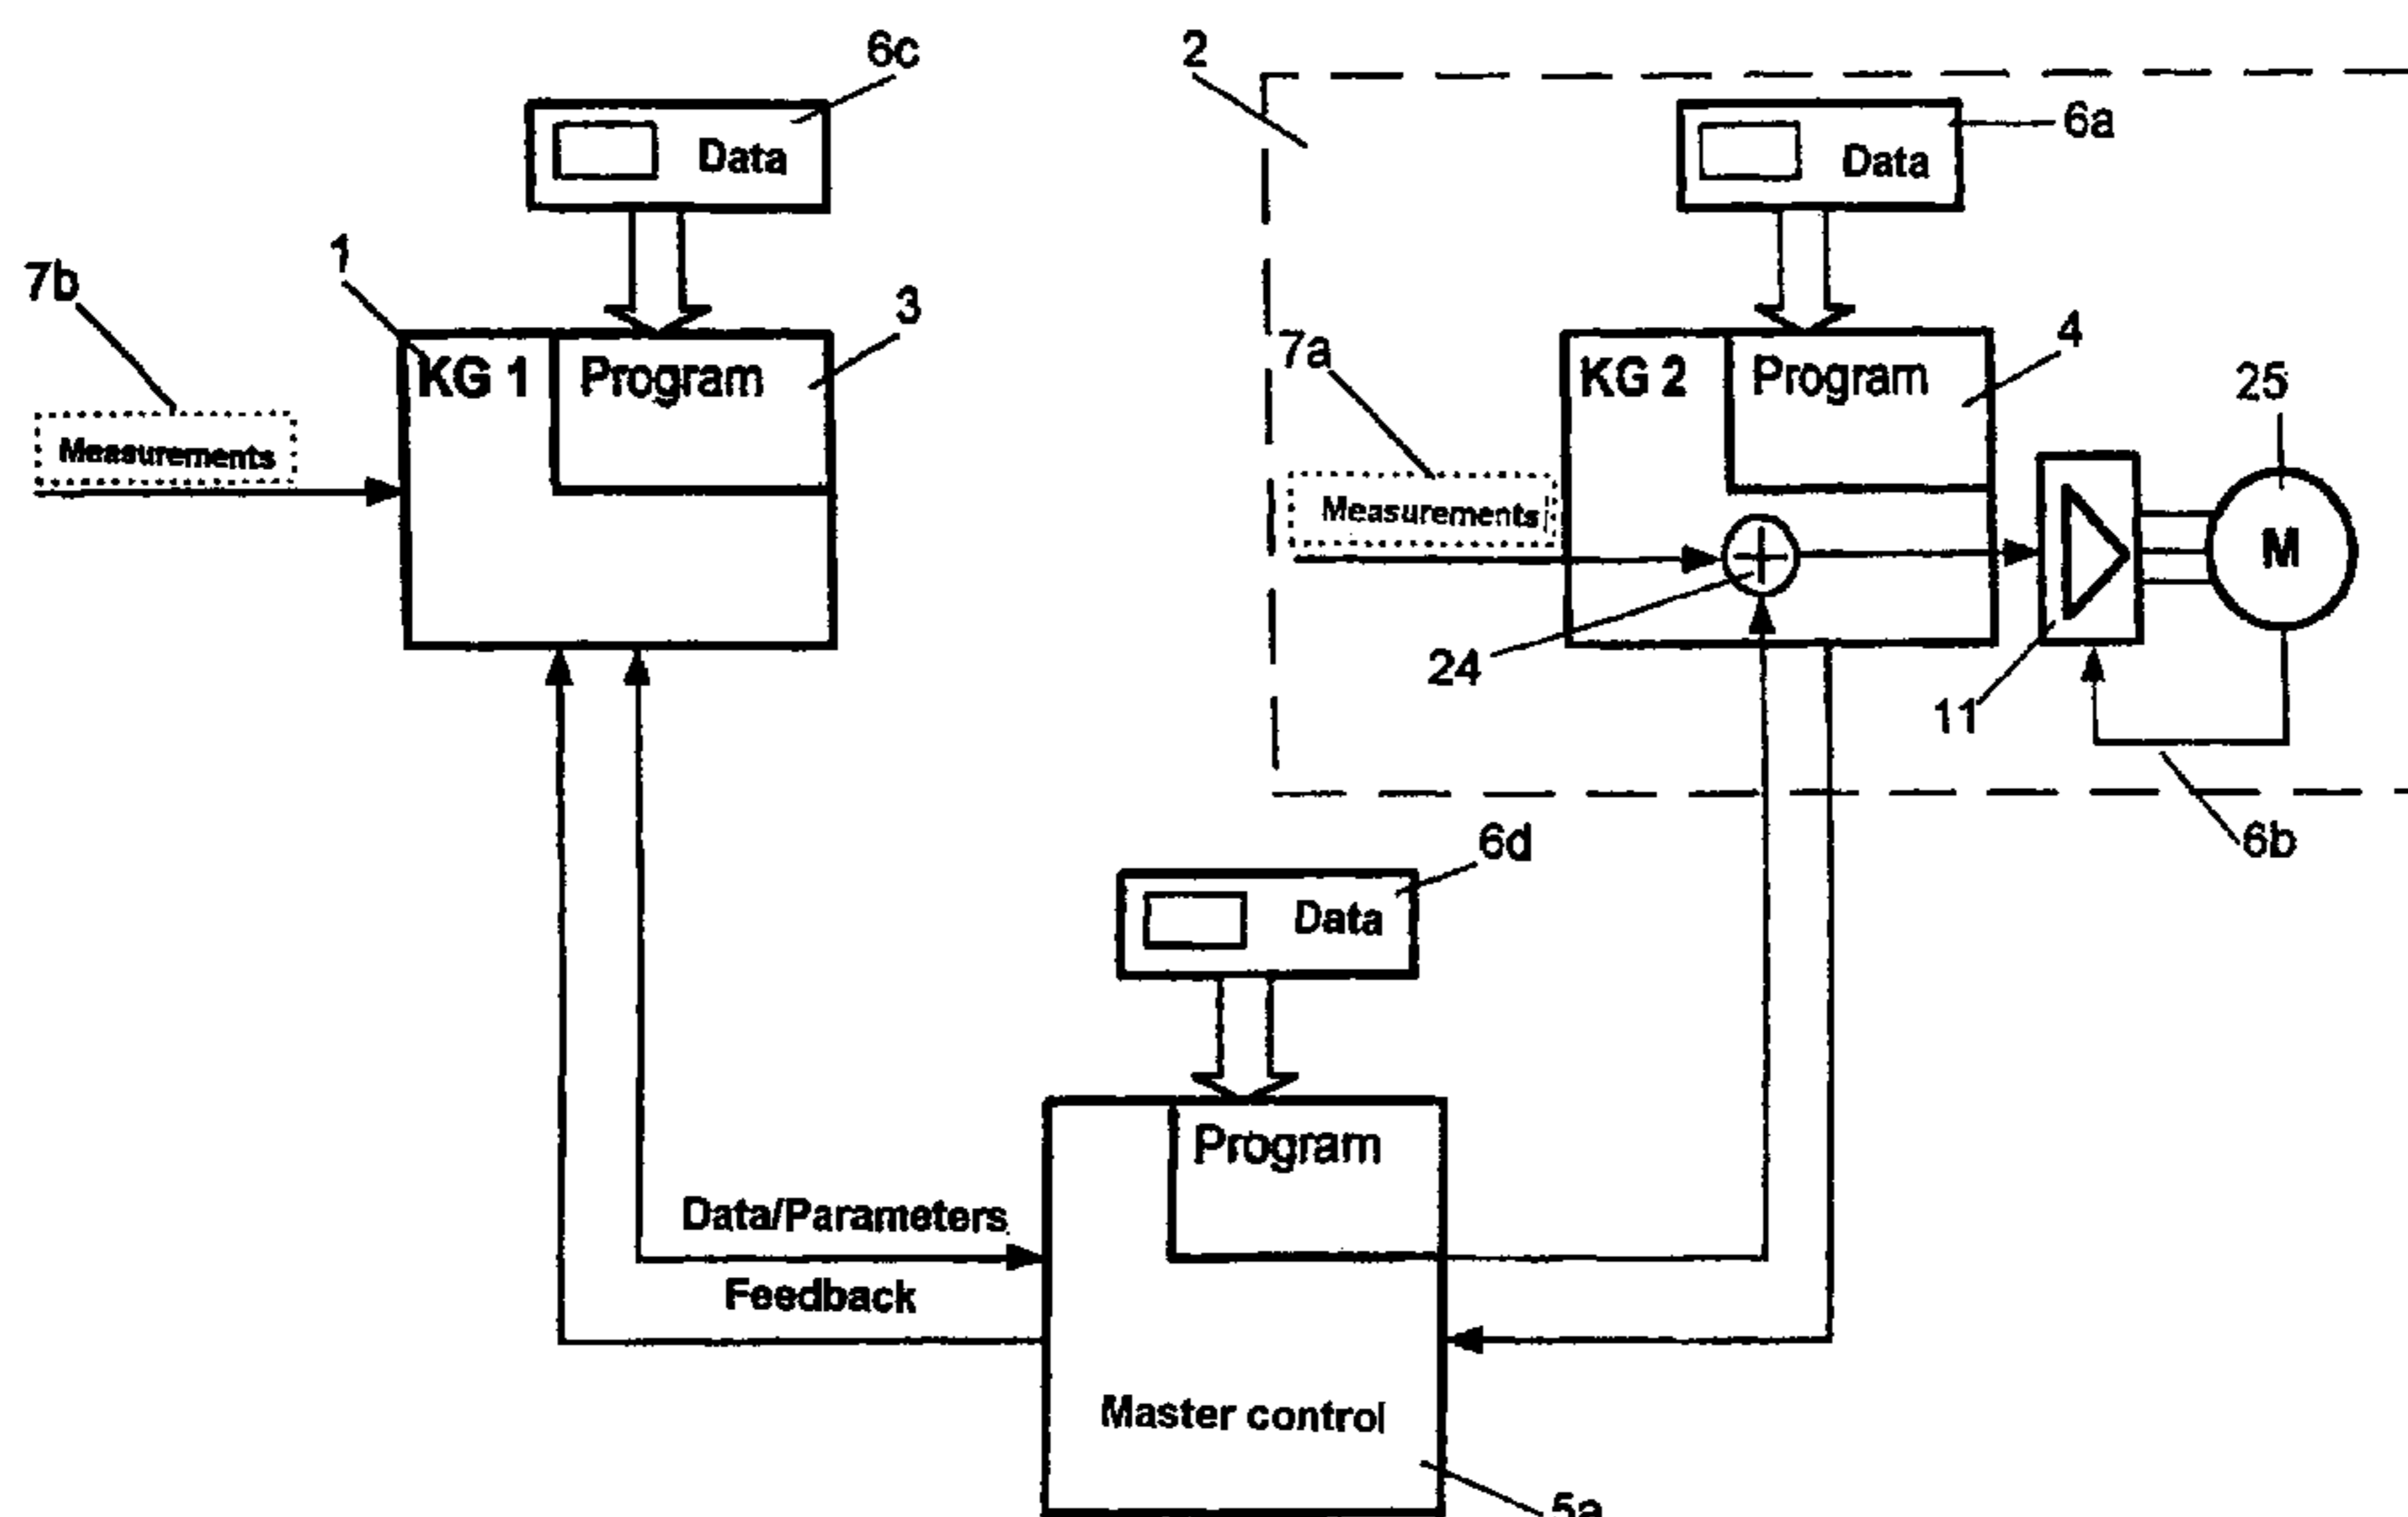 6c
2
Data
6a
Data
7b
1
3
KG 1
Program
Measurements
7a
KG 2
Program
4
25
Measurements
M
24
11
6b
6d
Data
Program
Data/Parameters
Feedback
Master control
5a